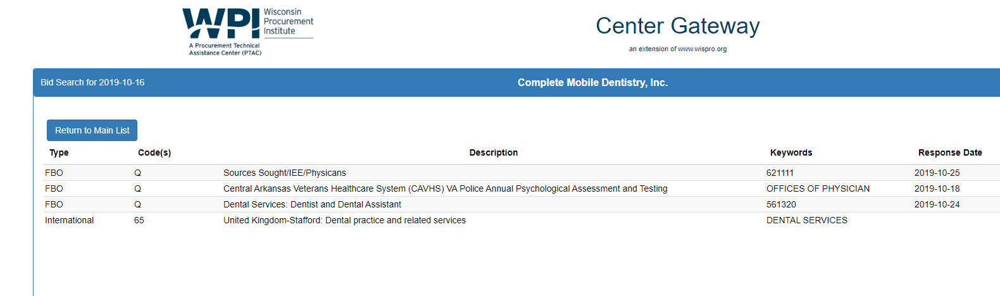 WPI Wisconsin
Procurement
Institute
A Procurement Technical
Assistance Center (PTAC)
Center Gateway
an extension of www.wispro.org
Bid Search for 2019-10-16 Complete Mobile Dentistry, Inc.
Return to Main List
Type Code(s) Description Keywords Response Date
FBO Q Sources Sought/IEE/Physicans 621111 2019-10-25
FBO Q Central Arkansas Veterans Healthcare System (CAVHS) VA Police Annual Psychological Assessment and Testing OFFICES OF PHYSICIAN 2019-10-18
FBO Q Dental Services: Dentist and Dental Assistant 561320 2019-10-24
International 65 United Kingdom-Stafford: Dental practice and related services DENTAL SERVICES